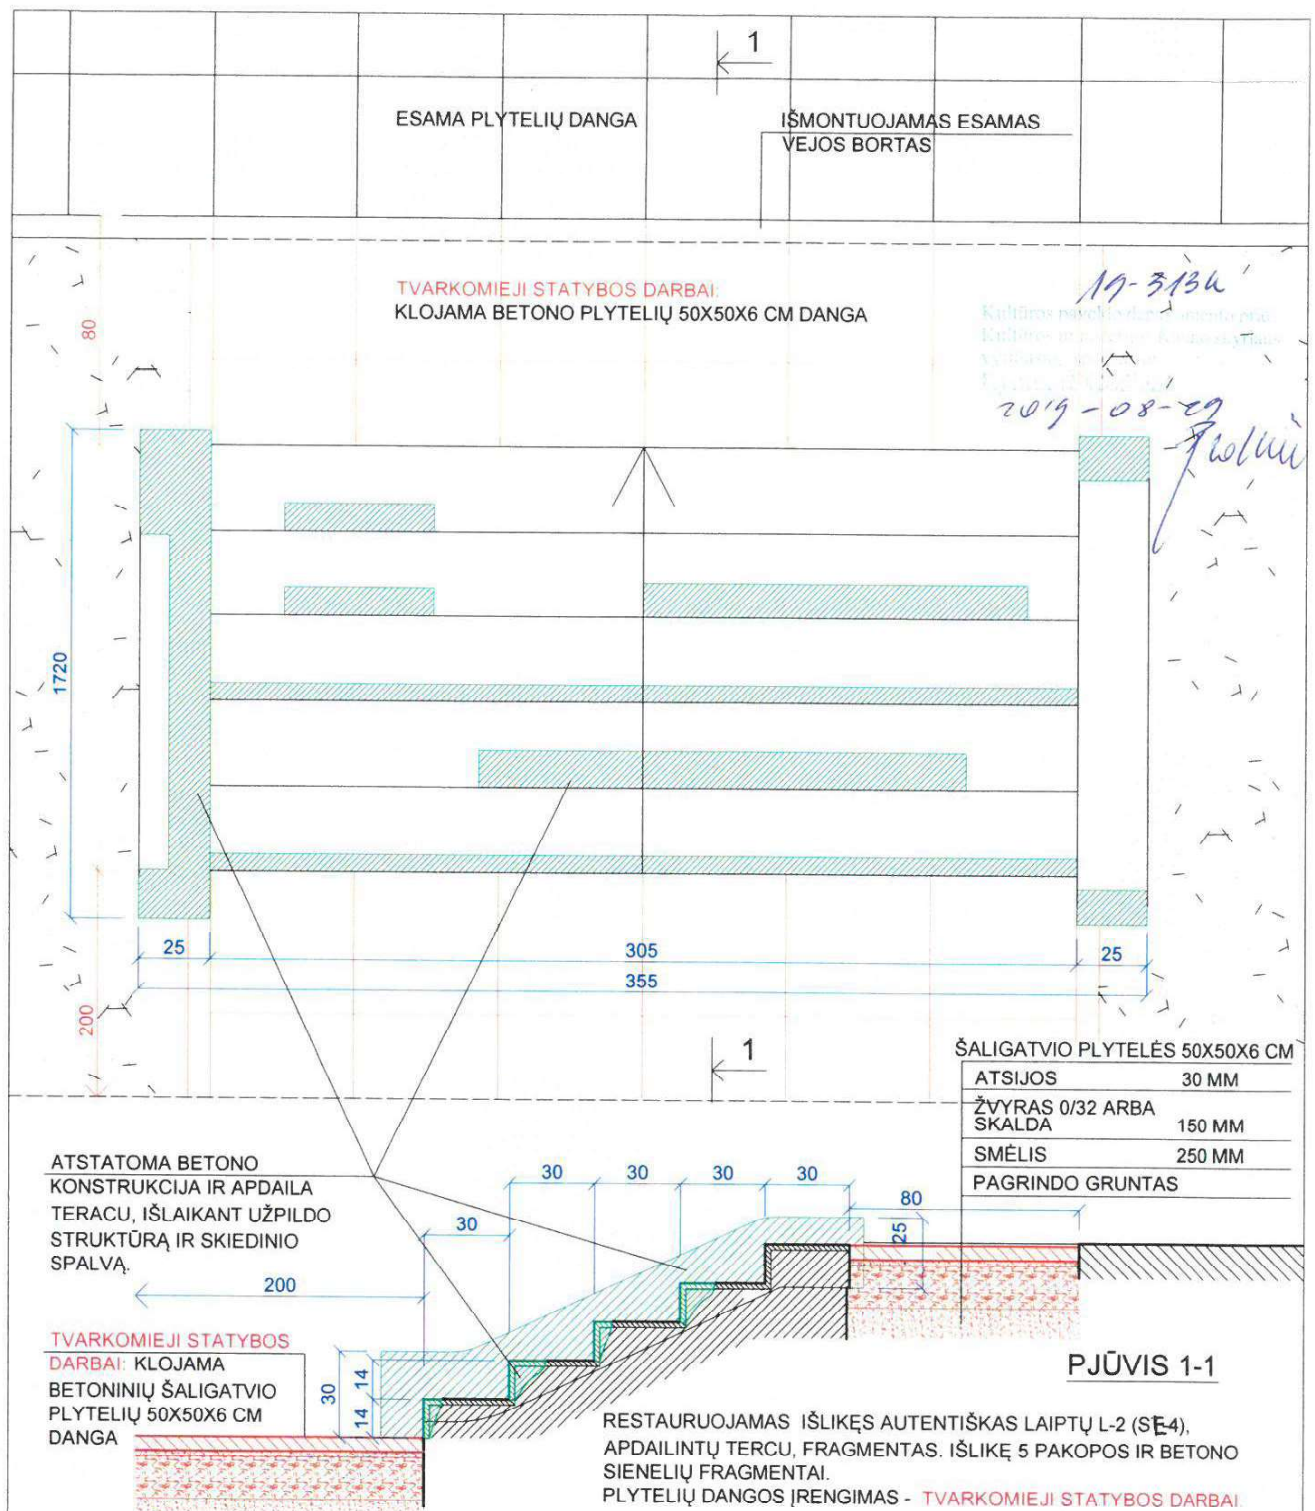 1
ESAMA PLYTELIŲ DANGA
IŠMONTUOJAMAS ESAMAS
VEJOS BORTAS
TVARKOMIEJI STATYBOS DARBAI:
KLOJAMA BETONO PLYTELIŲ 50X50X6 CM DANGA
19-313k
2019-08-29
80
1720
25
305
25
355
200
1
ŠALIGATVIO PLYTELĖS 50X50X6 CM
ATSIJOS 30 MM
ŽVYRAS 0/32 ARBA
SKALDA 150 MM
SMĖLIS 250 MM
PAGRINDO GRUNTAS
ATSTATOMA BETONO
KONSTRUKCIJA IR APDAILA
TERACU, IŠLAIKANT UŽPILDO
STRUKTŪRĄ IR SKIEDINIO
SPALVĄ.
30 30 30 30
30
80
25
200
30
14
14
TVARKOMIEJI STATYBOS
DARBAI: KLOJAMA
BETONINIŲ ŠALIGATVIO
PLYTELIŲ 50X50X6 CM
DANGA
PJŪVIS 1-1
RESTAURUOJAMAS IŠLIKĘS AUTENTIŠKAS LAIPTŲ L-2 (SE-4),
APDAILINTŲ TERCU, FRAGMENTAS. IŠLIKĘ 5 PAKOPOS IR BETONO
SIENELIŲ FRAGMENTAI.
PLYTELIŲ DANGOS ĮRENGIMAS - TVARKOMIEJI STATYBOS DARBAI